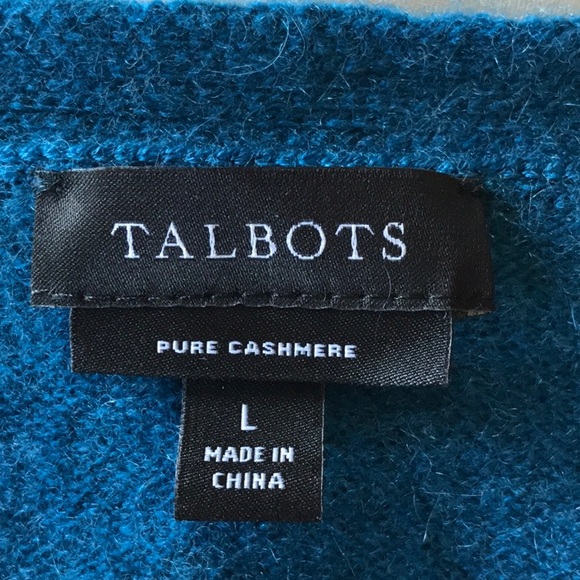 TALBOTS
PURE CASHMERE
L
MADE IN
CHINA